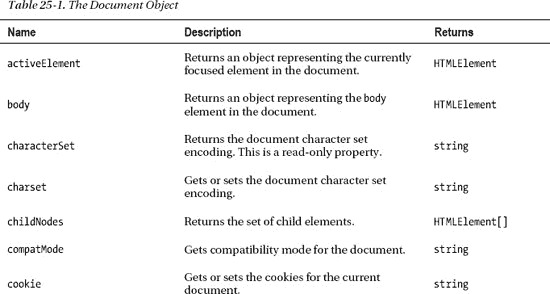 Table 25-1. The Document Object
Name Description Returns
activeElement Returns an object representing the currently focused element in the document. HTMLElement
body Returns an object representing the body element in the document. HTMLElement
characterSet Returns the document character set encoding. This is a read-only property. string
charset Gets or sets the document character set encoding. string
childNodes Returns the set of child elements. HTMLElement[]
compatMode Gets compatibility mode for the document. string
cookie Gets or sets the cookies for the current document. string